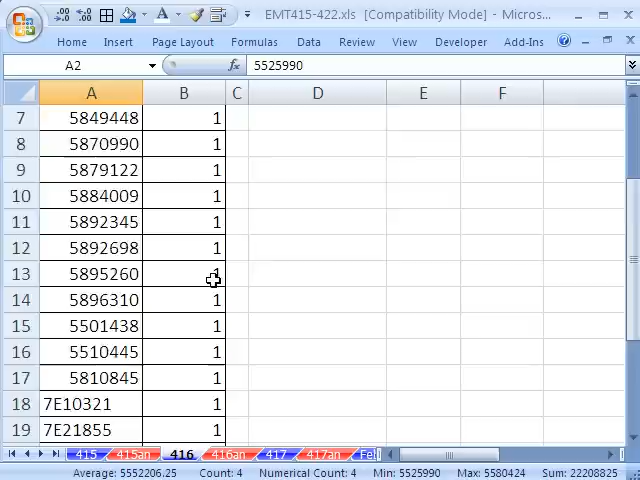 EMT415-422.xls [Compatibility Mode] - Micros...
Home Insert Page Layout Formulas Data Review View Developer Add-Ins
A2 fx 5525990
A B C D E F
7 5849448 1
8 5870990 1
9 5879122 1
10 5884009 1
11 5892345 1
12 5892698 1
13 5895260 1
14 5896310 1
15 5501438 1
16 5510445 1
17 5810845 1
18 7E10321 1
19 7E21855 1
415 415an 416 416an 417 417an
Average: 5552206.25 Count: 4 Numerical Count: 4 Min: 5525990 Max: 5580424 Sum: 22208825